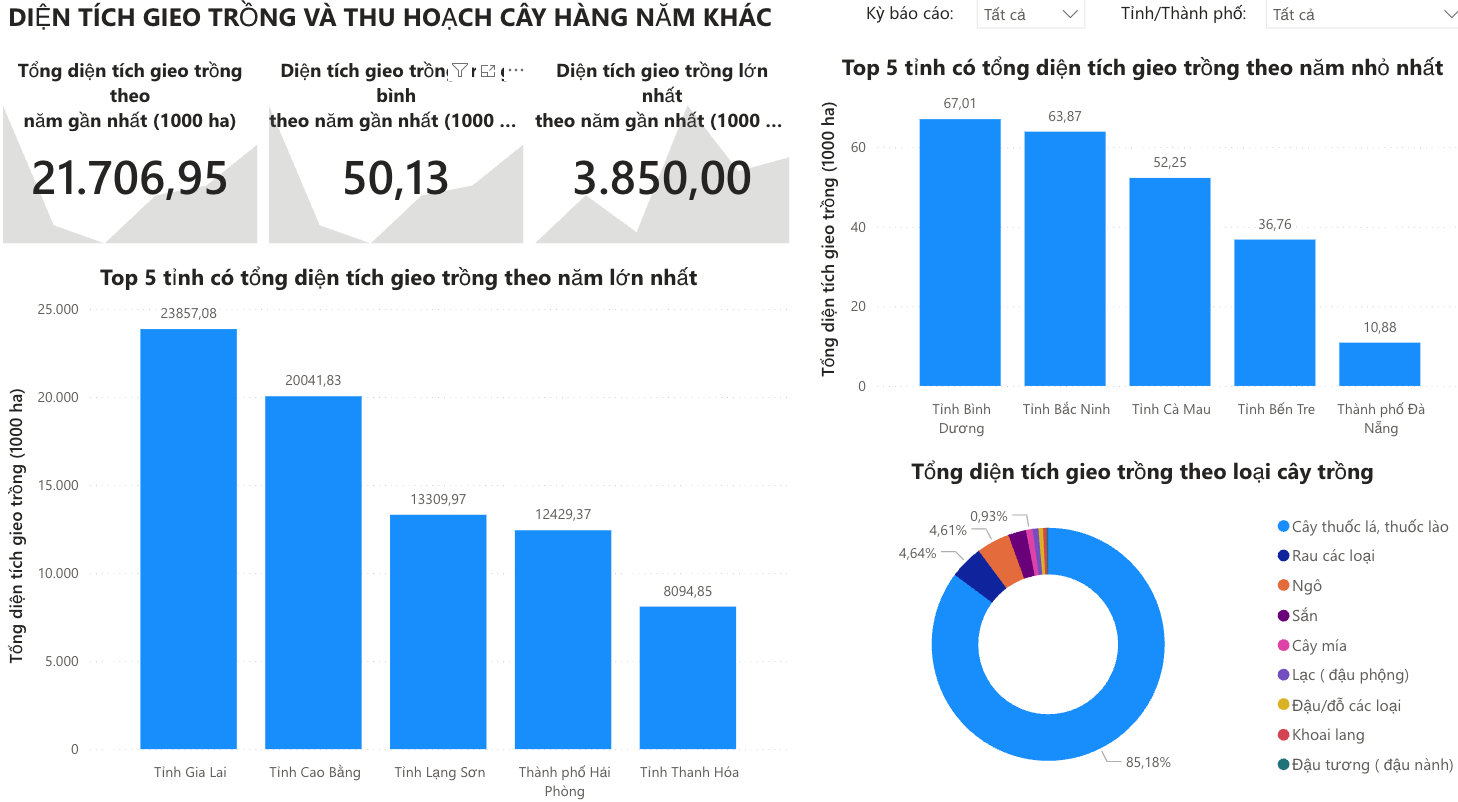 DIỆN TÍCH GIEO TRỒNG VÀ THU HOẠCH CÂY HÀNG NĂM KHÁC
Kỳ báo cáo:
Tất cả
Tỉnh/Thành phố:
Tất cả
Tổng diện tích gieo trồng
theo
năm gần nhất (1000 ha)
21.706,95
Diện tích gieo trồng
bình
theo năm gần nhất (1000 ...
50,13
Diện tích gieo trồng lớn
nhất
theo năm gần nhất (1000 ...
3.850,00
Top 5 tỉnh có tổng diện tích gieo trồng theo năm lớn nhất
Tổng diện tích gieo trồng (1000 ha)
25.000
20.000
15.000
10.000
5.000
0
23857,08
20041,83
13309,97
12429,37
8094,85
Tỉnh Gia Lai
Tỉnh Cao Bằng
Tỉnh Lạng Sơn
Thành phố Hải
Phòng
Tỉnh Thanh Hóa
Top 5 tỉnh có tổng diện tích gieo trồng theo năm nhỏ nhất
Tổng diện tích gieo trồng (1000 ha)
60
40
20
0
67,01
63,87
52,25
36,76
10,88
Tỉnh Bình
Dương
Tỉnh Bắc Ninh
Tỉnh Cà Mau
Tỉnh Bến Tre
Thành phố Đà
Nẵng
Tổng diện tích gieo trồng theo loại cây trồng
0,93%
4,61%
4,64%
85,18%
Cây thuốc lá, thuốc lào
Rau các loại
Ngô
Sắn
Cây mía
Lạc ( đậu phộng)
Đậu/đỗ các loại
Khoai lang
Đậu tương ( đậu nành)